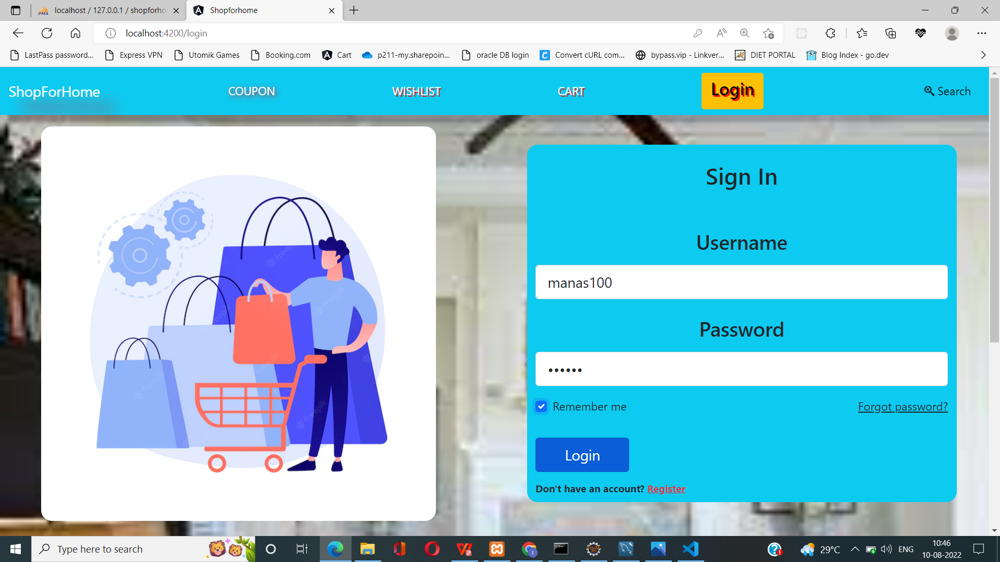 localhost / 127.0.0.1 / shopforho
Shopforhome
localhost:4200/login
LastPass password...
Express VPN
Utomik Games
Booking.com
Cart
p211-my.sharepoin...
oracle DB login
Convert cURL com...
bypass.vip - Linkver...
DIET PORTAL
Blog Index - go.dev
ShopForHome
COUPON
WISHLIST
CART
Login
Search
Sign In
Username
manas100
Password
••••••
Remember me
Forgot password?
Login
Don't have an account? Register
Type here to search
29°C
ENG
10:46
10-08-2022